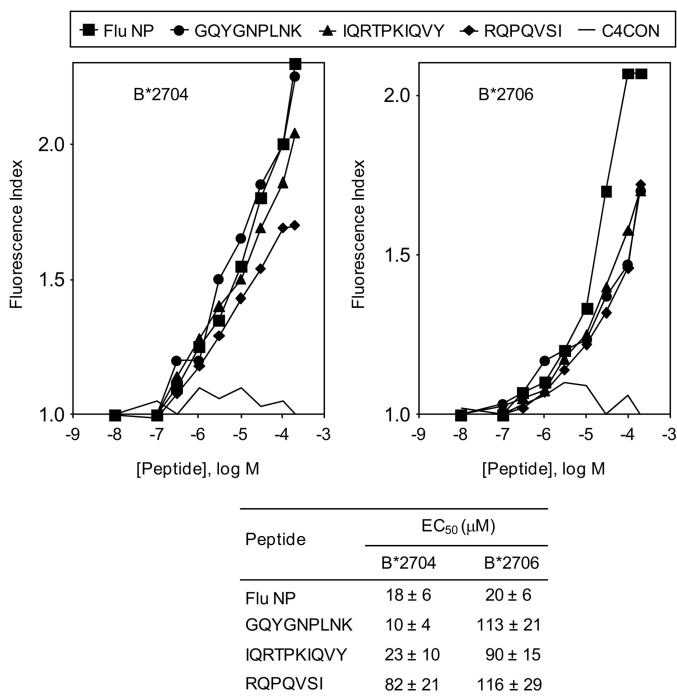 Flu NP GQYGNPLNK IQRTPKIQVY RQPQVSI C4CON
B*2704
B*2706
Fluorescence Index
2.0
1.5
1.0
-9 -8 -7 -6 -5 -4 -3
[Peptide], log M
Fluorescence Index
2.0
1.5
1.0
-9 -8 -7 -6 -5 -4 -3
[Peptide], log M
Peptide EC50 (μM)
B*2704 B*2706
Flu NP 18 ± 6 20 ± 6
GQYGNPLNK 10 ± 4 113 ± 21
IQRTPKIQVY 23 ± 10 90 ± 15
RQPQVSI 82 ± 21 116 ± 29